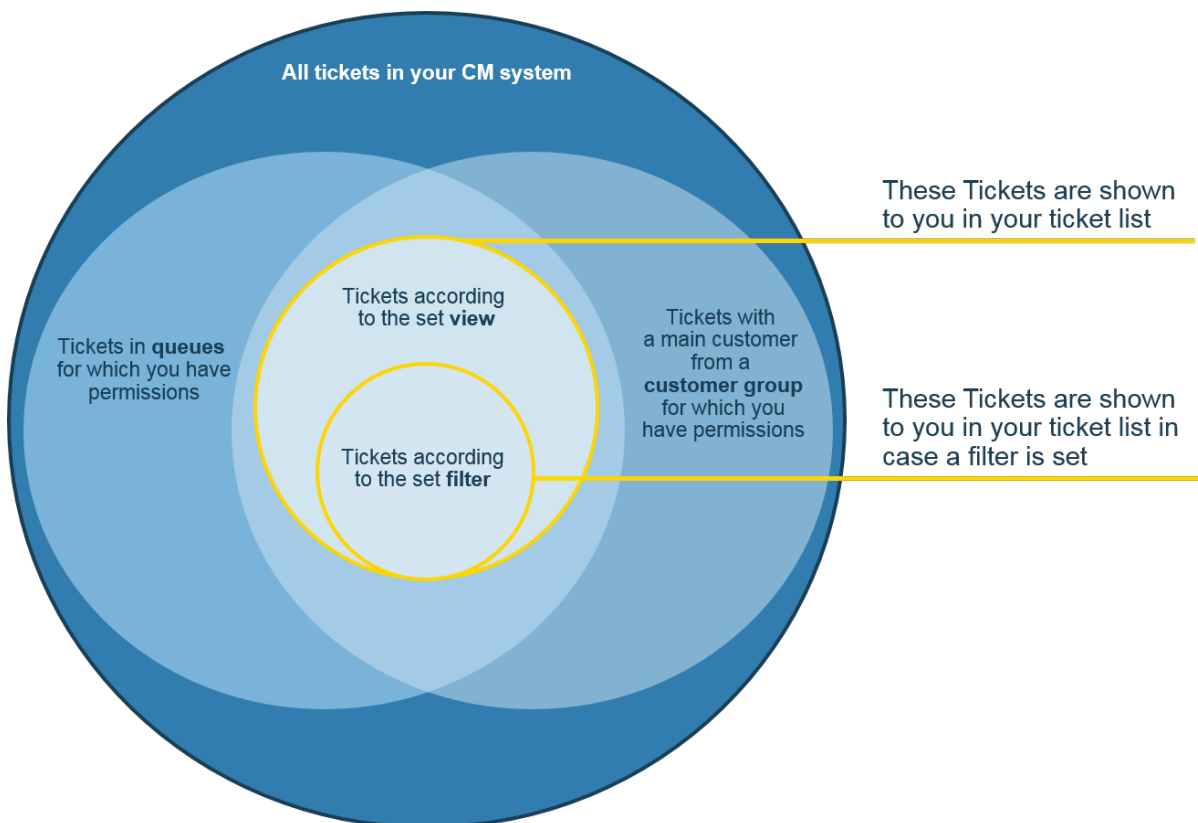 All tickets in your CM system
These Tickets are shown
to you in your ticket list
Tickets according
to the set view
Tickets in queues
for which you have
permissions
Tickets with
a main customer
from a
customer group
for which you
have permissions
These Tickets are shown
to you in your ticket list in
case a filter is set
Tickets according
to the set filter